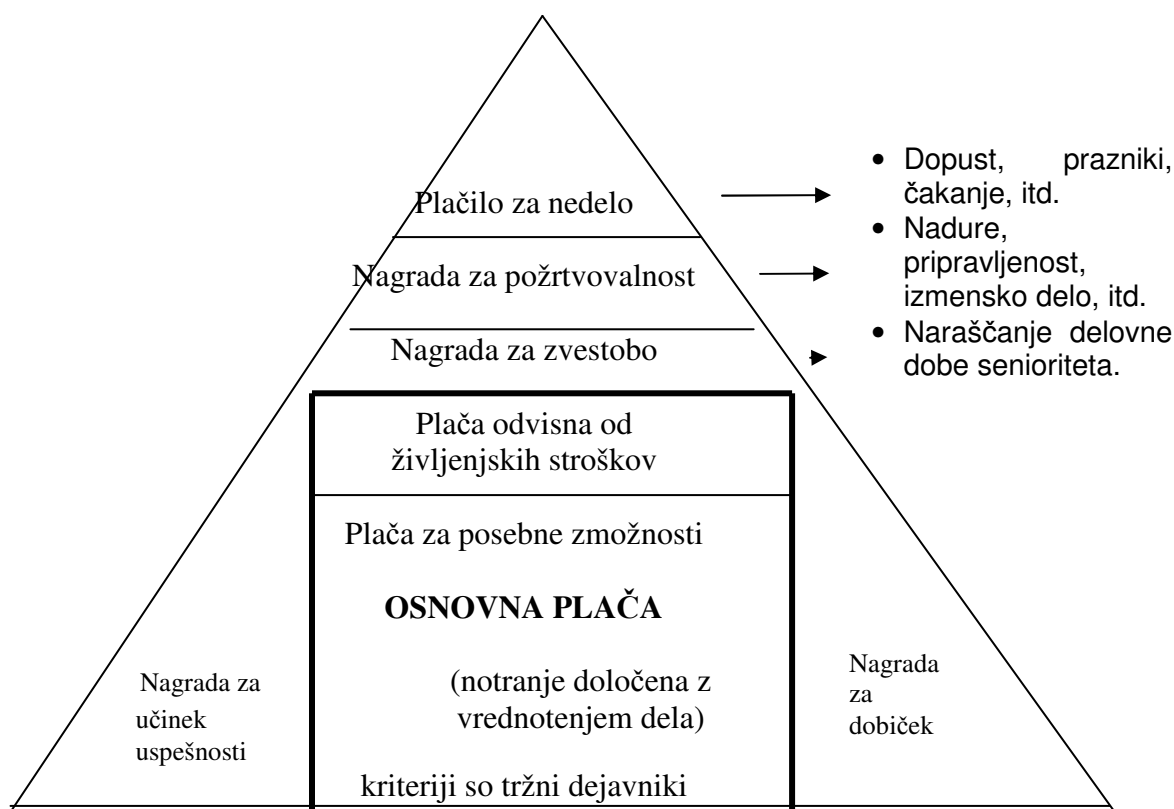 Plačilo za nedelo
Nagrada za požrtvovalnost
Nagrada za zvestobo
• Dopust, prazniki,
čakanje, itd.
• Nadure,
pripravljenost,
izmensko delo, itd.
• Naraščanje delovne
dobe senioriteta.
Plača odvisna od
življenjskih stroškov
Plača za posebne zmožnosti
OSNOVNA PLAČA
(notranje določena z
vrednotenjem dela)
kriteriji so tržni dejavniki
Nagrada za
učinek
uspešnosti
Nagrada
za
dobiček